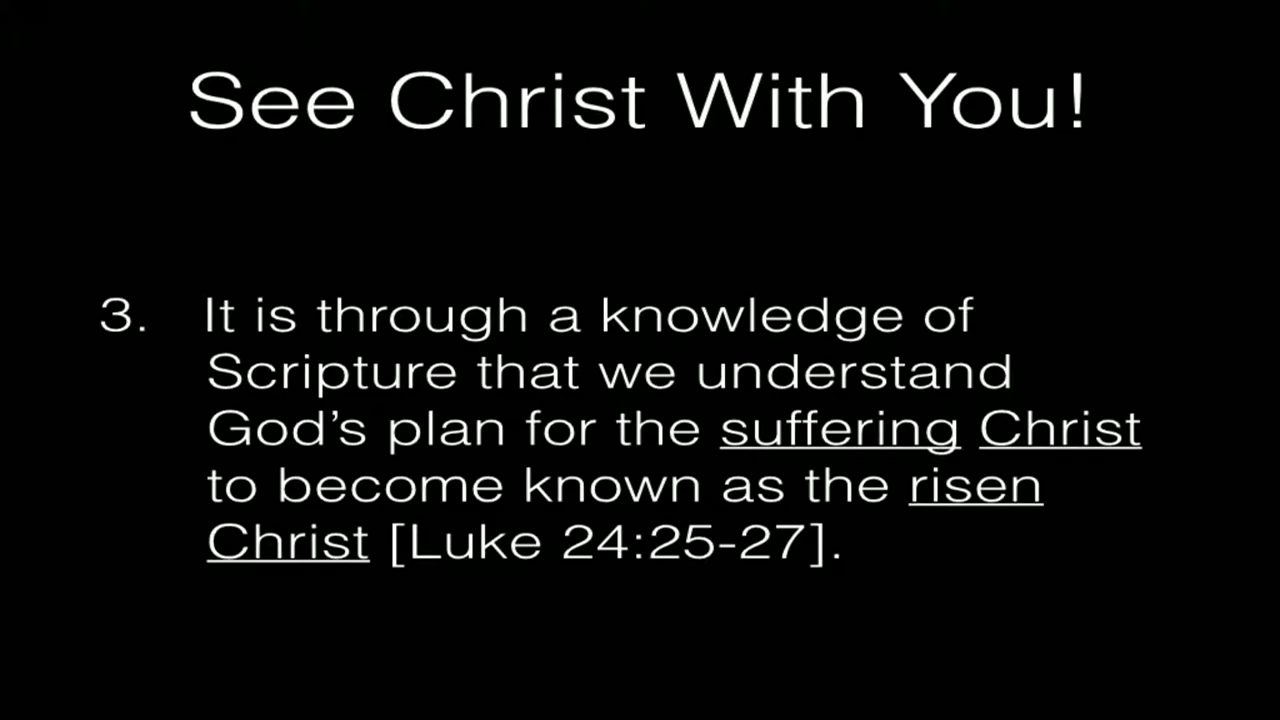 See Christ With You!
3. It is through a knowledge of
Scripture that we understand
God’s plan for the suffering Christ
to become known as the risen
Christ [Luke 24:25-27].